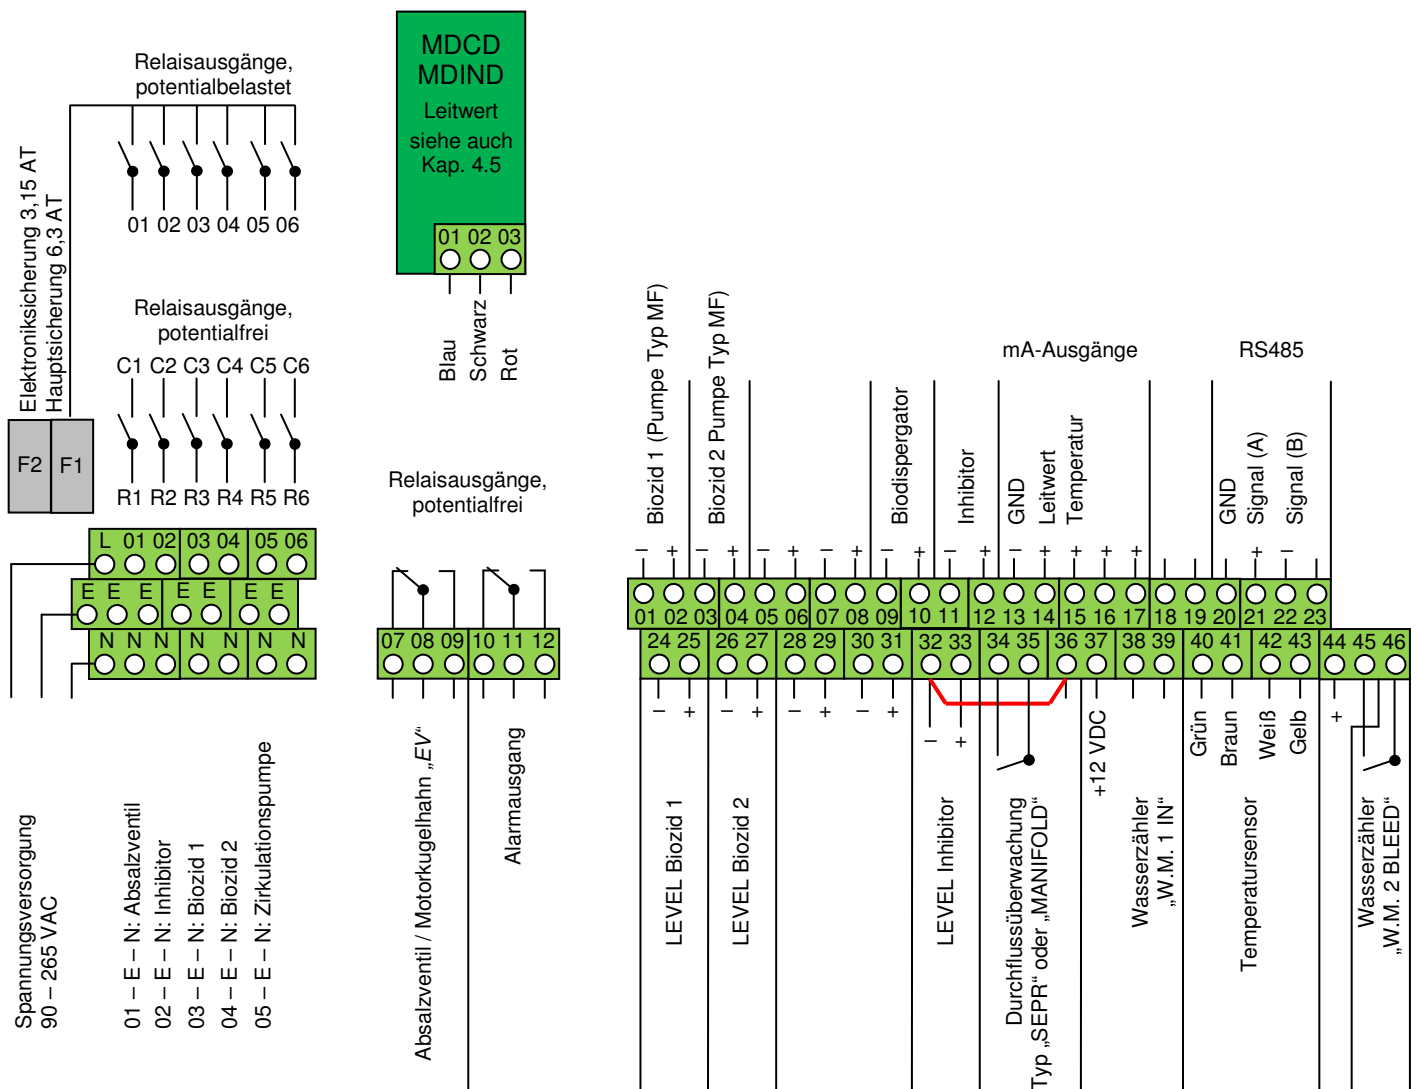 Relaisausgänge,
potentialbelastet
01 02 03 04 05 06
Elektroniksicherung 3,15 AT
Hauptsicherung 6,3 AT
Relaisausgänge,
potentialfrei
C1 C2 C3 C4 C5 C6
R1 R2 R3 R4 R5 R6
F2 F1
L 01 02 03 04 05 06
E E E E E E E
N N N N N N N
Spannungsversorgung
90 – 265 VAC
01 – E – N: Absalzventil
02 – E – N: Inhibitor
03 – E – N: Biozid 1
04 – E – N: Biozid 2
05 – E – N: Zirkulationspumpe
MDCD
MDIND
Leitwert
siehe auch
Kap. 4.5
01 02 03
Blau
Schwarz
Rot
Relaisausgänge,
potentialfrei
07 08 09 10 11 12
Absalzventil / Motorkugelhahn „EV“
Alarmausgang
mA-Ausgänge
RS485
Biozid 1 (Pumpe Typ MF)
Biozid 2 Pumpe Typ MF)
Biodispergator
Inhibitor
GND
Leitwert
Temperatur
GND
Signal (A)
Signal (B)
– + – + – + – + – + – + – + + + + + –
01 02 03 04 05 06 07 08 09 10 11 12 13 14 15 16 17 18 19 20 21 22 23
24 25 26 27 28 29 30 31 32 33 34 35 36 37 38 39 40 41 42 43 44 45 46
– + – + – + – + – + +
+12 VDC
Grün
Braun
Weiß
Gelb
LEVEL Biozid 1
LEVEL Biozid 2
LEVEL Inhibitor
Durchflussüberwachung
Typ „SEPR“ oder „MANIFOLD“
Wasserzähler
„W.M. 1 IN“
Temperatursensor
Wasserzähler
„W.M. 2 BLEED“